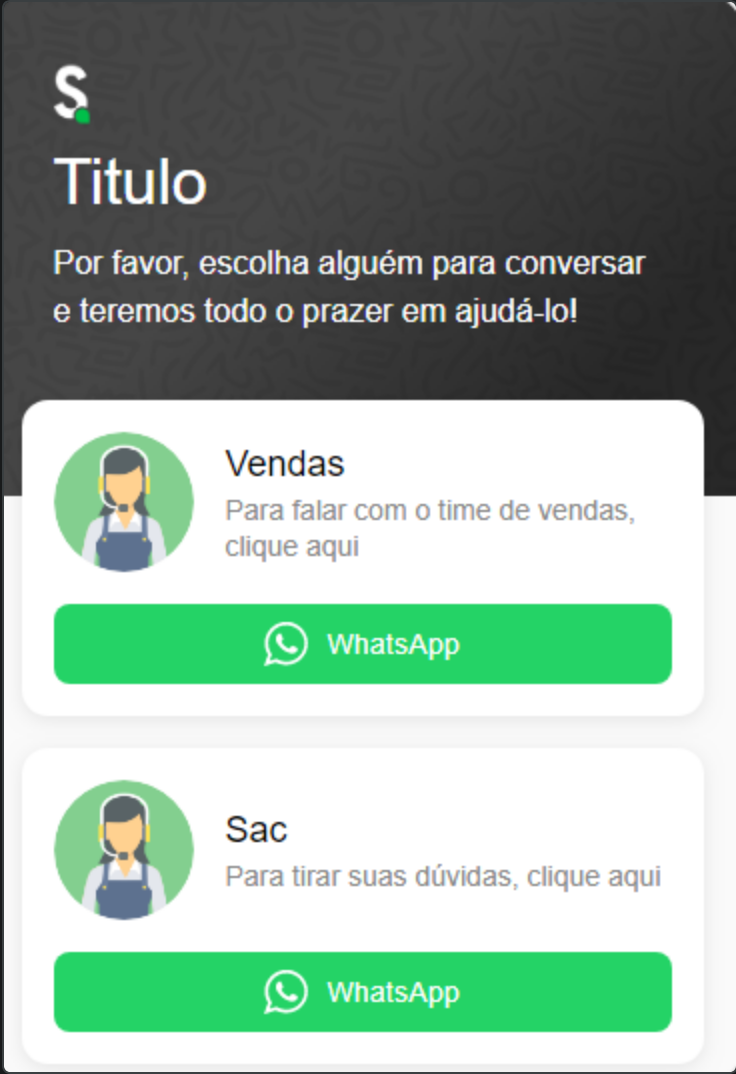 S
Titulo
Por favor, escolha alguém para conversar
e teremos todo o prazer em ajudá-lo!
Vendas
Para falar com o time de vendas,
clique aqui
WhatsApp
Sac
Para tirar suas dúvidas, clique aqui
WhatsApp